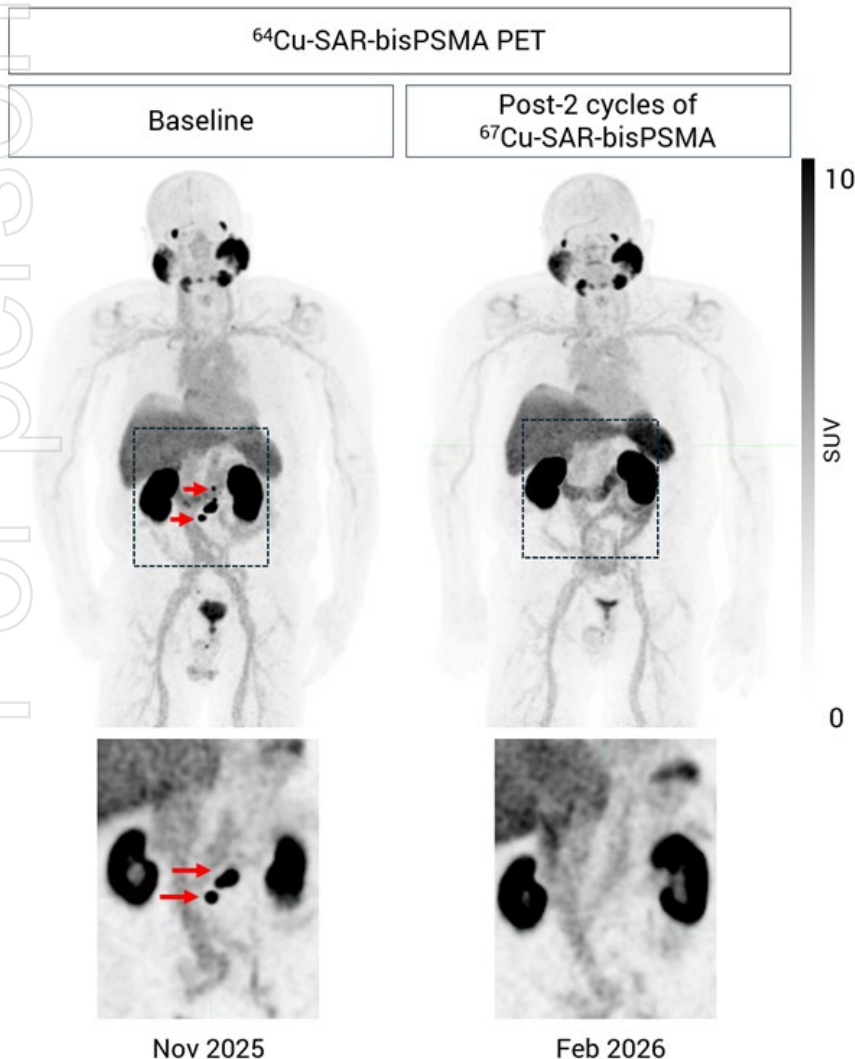 ⁶⁴Cu-SAR-bisPSMA PET
Baseline
Post-2 cycles of
⁶⁷Cu-SAR-bisPSMA
10
SUV
0
Nov 2025
Feb 2026